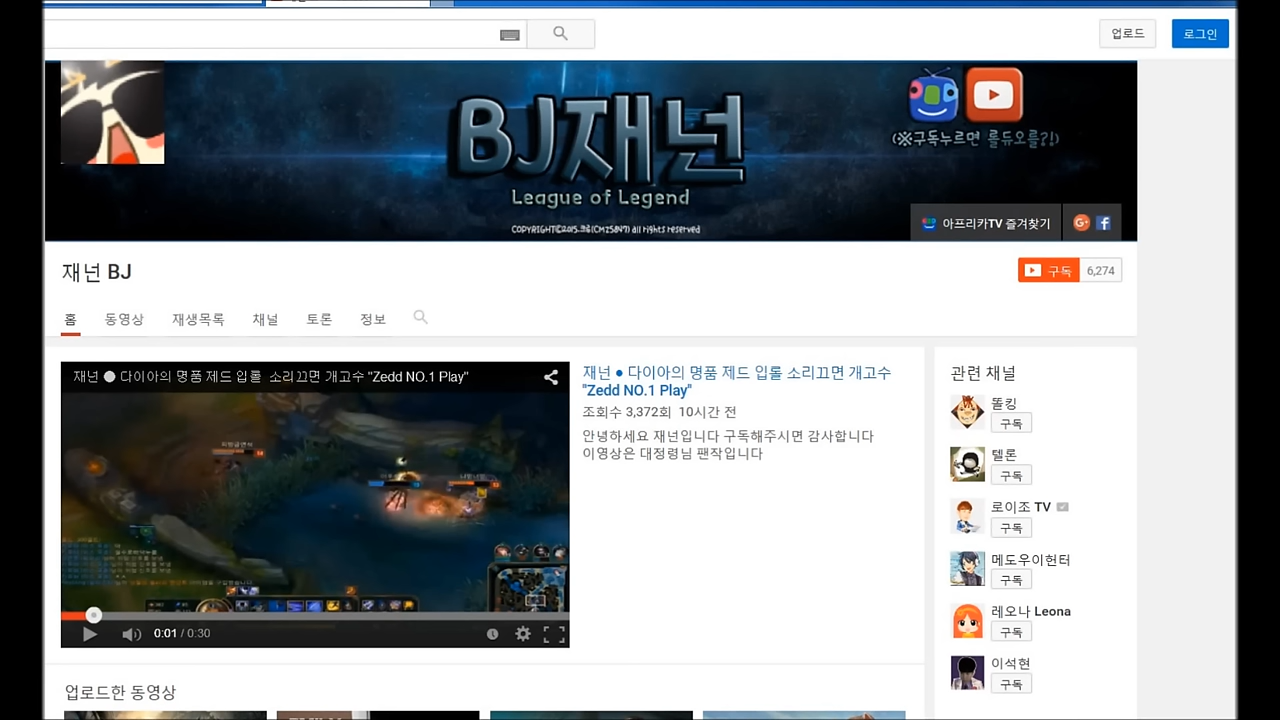 업로드
로그인
BJ재넌
League of Legend
(※구독누르면 롤듀오를?!)
아프리카TV 즐겨찾기
재넌 BJ
구독 6,274
홈 동영상 재생목록 채널 토론 정보
재넌 ● 다이아의 명품 제드 입롤 소리끄면 개고수 "Zedd NO.1 Play"
0:01 / 0:30
재넌 ● 다이아의 명품 제드 입롤 소리끄면 개고수
"Zedd NO.1 Play"
조회수 3,372회 10시간 전
안녕하세요 재넌입니다 구독해주시면 감사합니다
이영상은 대정령님 팬작입니다
관련 채널
똘킹
구독
텔론
구독
로이조 TV
구독
메도우이헌터
구독
레오나 Leona
구독
이석현
구독
업로드한 동영상